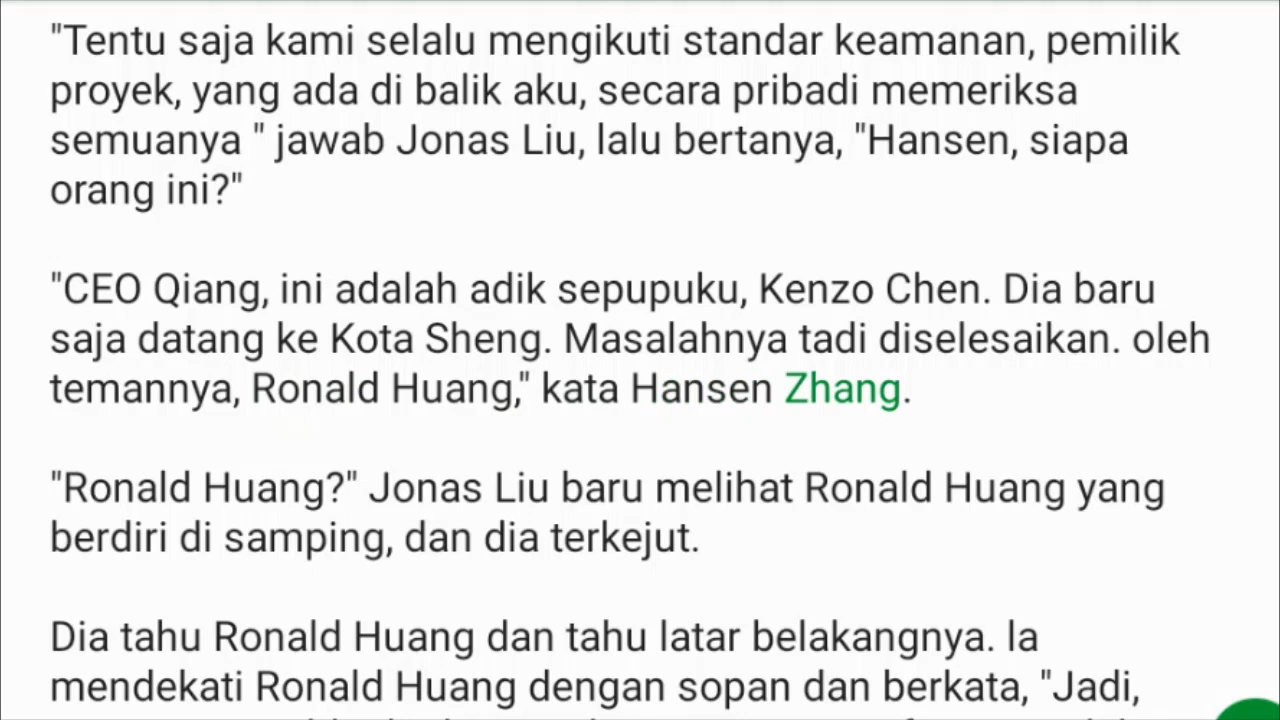 "Tentu saja kami selalu mengikuti standar keamanan, pemilik
proyek, yang ada di balik aku, secara pribadi memeriksa
semuanya " jawab Jonas Liu, lalu bertanya, "Hansen, siapa
orang ini?"
"CEO Qiang, ini adalah adik sepupuku, Kenzo Chen. Dia baru
saja datang ke Kota Sheng. Masalahnya tadi diselesaikan. oleh
temannya, Ronald Huang," kata Hansen Zhang.
"Ronald Huang?" Jonas Liu baru melihat Ronald Huang yang
berdiri di samping, dan dia terkejut.
Dia tahu Ronald Huang dan tahu latar belakangnya. la
mendekati Ronald Huang dengan sopan dan berkata, "Jadi,